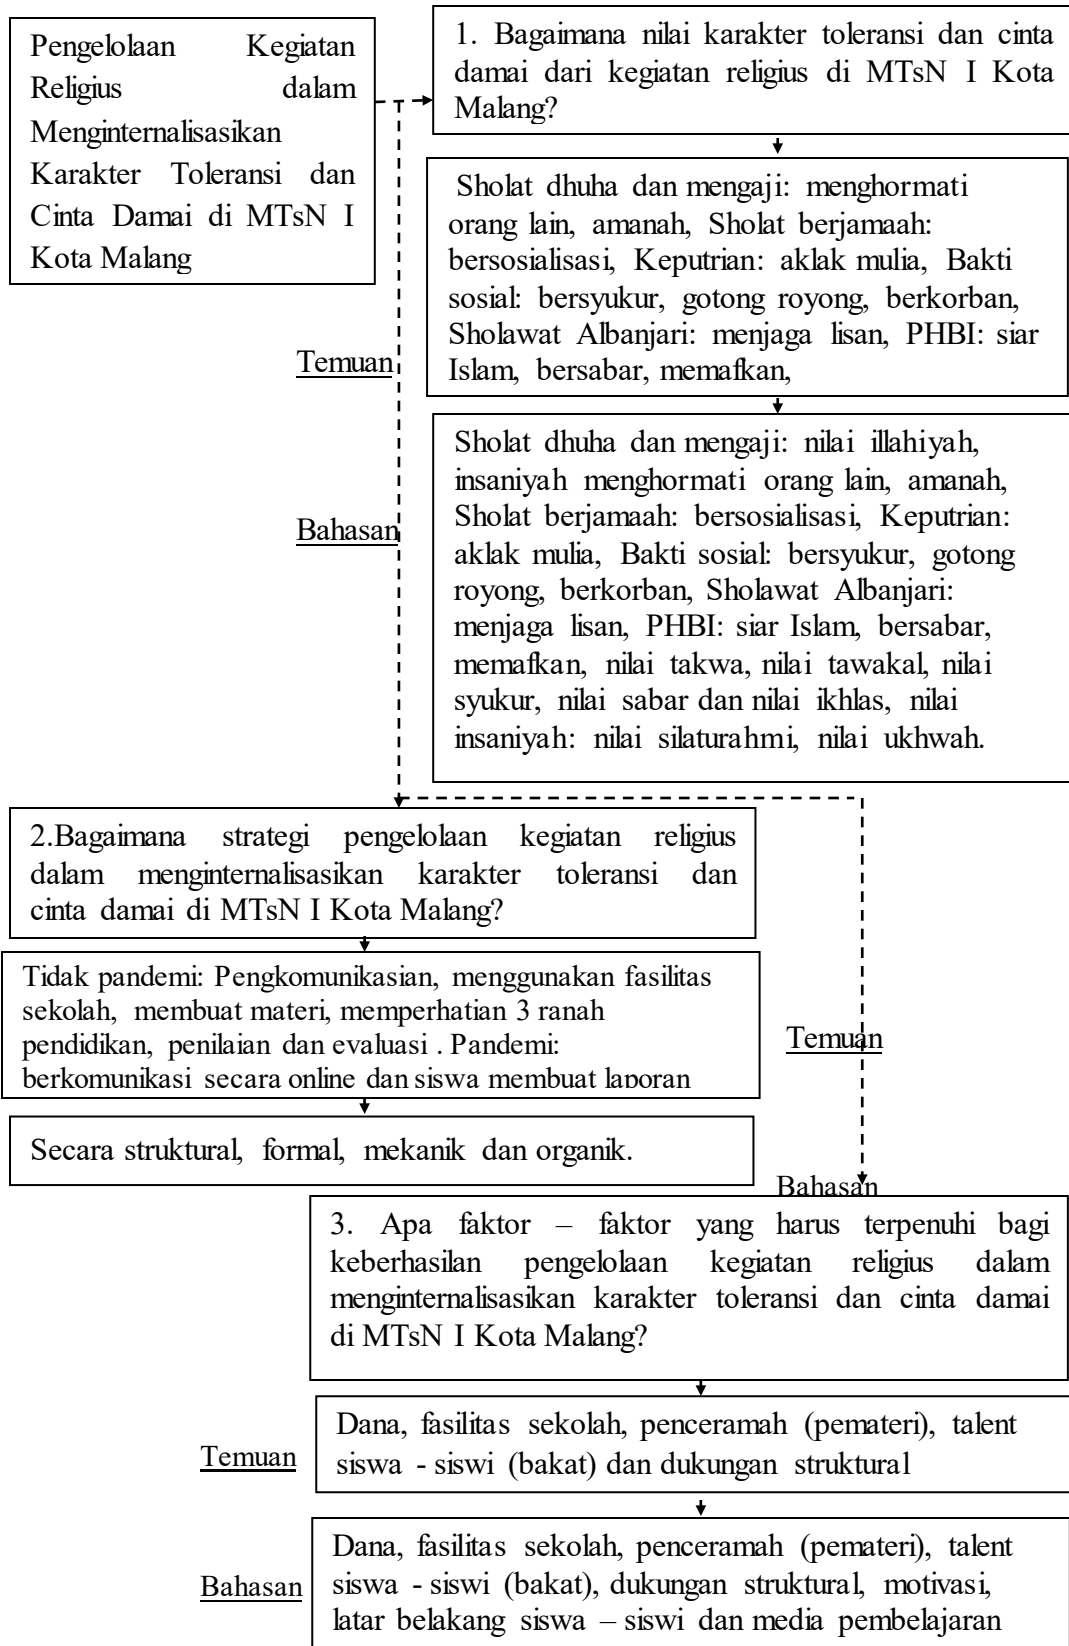 Pengelolaan Kegiatan
Religius dalam
Menginternalisasikan
Karakter Toleransi dan
Cinta Damai di MTsN I
Kota Malang
1. Bagaimana nilai karakter toleransi dan cinta
damai dari kegiatan religius di MTsN I Kota
Malang?
Sholat dhuha dan mengaji: menghormati
orang lain, amanah, Sholat berjamaah:
bersosialisasi, Keputrian: aklak mulia, Bakti
sosial: bersyukur, gotong royong, berkorban,
Sholawat Albanjari: menjaga lisan, PHBI: siar
Islam, bersabar, memafkan,
Temuan
Sholat dhuha dan mengaji: nilai illahiyah,
insaniyah menghormati orang lain, amanah,
Sholat berjamaah: bersosialisasi, Keputrian:
aklak mulia, Bakti sosial: bersyukur, gotong
royong, berkorban, Sholawat Albanjari:
menjaga lisan, PHBI: siar Islam, bersabar,
memafkan, nilai takwa, nilai tawakal, nilai
syukur, nilai sabar dan nilai ikhlas, nilai
insaniyah: nilai silaturahmi, nilai ukhwah.
Bahasan
2.Bagaimana strategi pengelolaan kegiatan religius
dalam menginternalisasikan karakter toleransi dan
cinta damai di MTsN I Kota Malang?
Tidak pandemi: Pengkomunikasian, menggunakan fasilitas
sekolah, membuat materi, memperhatian 3 ranah
pendidikan, penilaian dan evaluasi . Pandemi:
berkomunikasi secara online dan siswa membuat laporan
Temuan
Secara struktural, formal, mekanik dan organik.
Bahasan
3. Apa faktor – faktor yang harus terpenuhi bagi
keberhasilan pengelolaan kegiatan religius dalam
menginternalisasikan karakter toleransi dan cinta damai
di MTsN I Kota Malang?
Temuan
Dana, fasilitas sekolah, penceramah (pemateri), talent
siswa - siswi (bakat) dan dukungan struktural
Bahasan
Dana, fasilitas sekolah, penceramah (pemateri), talent
siswa - siswi (bakat), dukungan struktural, motivasi,
latar belakang siswa – siswi dan media pembelajaran